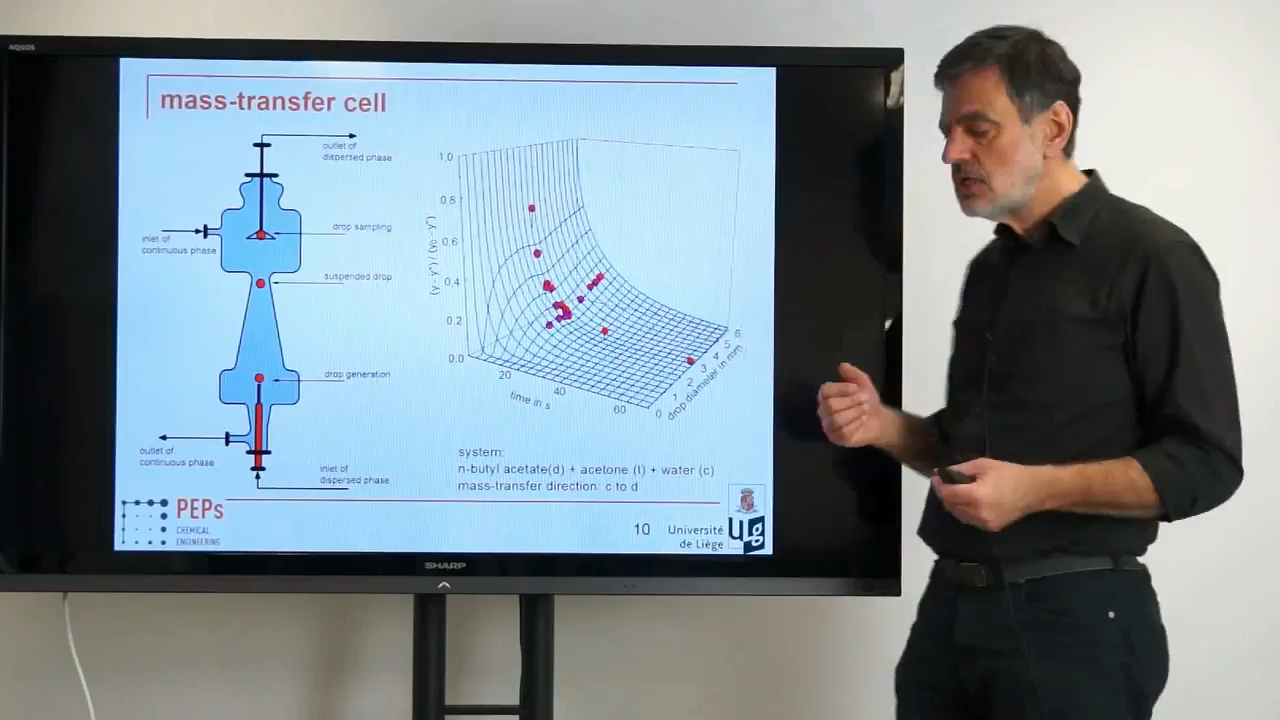 AQUOS
mass-transfer cell
outlet of
dispersed phase
inlet of
continuous phase
drop sampling
suspended drop
drop generation
outlet of
continuous phase
inlet of
dispersed phase
(y - y*) / (y₀ - y*)
1,0
0,8
0,6
0,4
0,2
0,0
20
40
60
time in s
0
1
2
3
4
5
6
drop diameter in mm
system:
n-butyl acetate(d) + acetone (t) + water (c)
mass-transfer direction: c to d
PEPs
CHEMICAL
ENGINEERING
10
Université
de Liège
ULg
SHARP